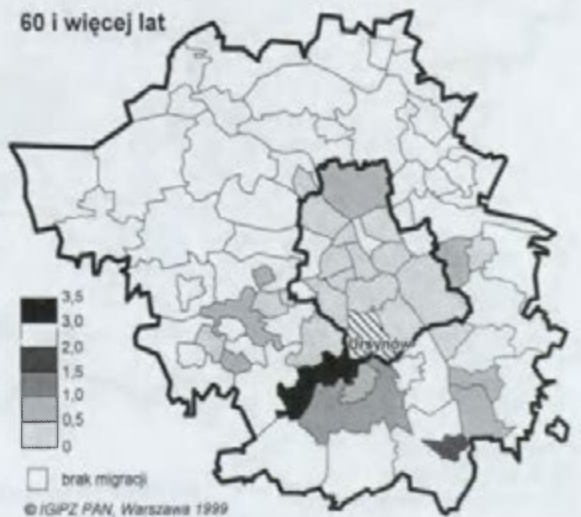 60 i więcej lat
Ursynów
3,5
3,0
2,0
1,5
1,0
0,5
0
brak migracji
© IGiPZ PAN, Warszawa 1999